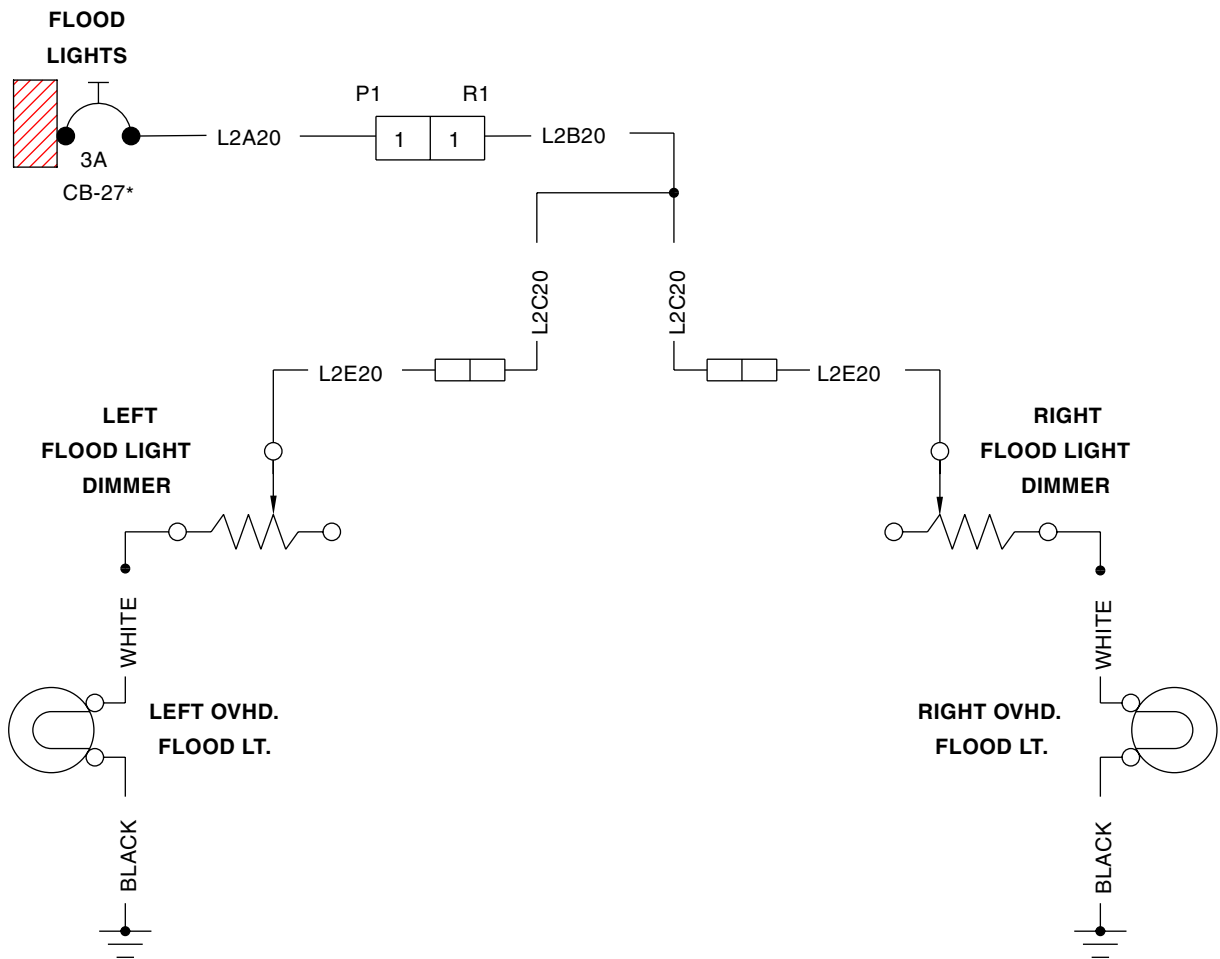 FLOOD
LIGHTS
P1 R1
L2A20 1 1 L2B20
3A
CB-27*
L2C20 L2C20
L2E20 L2E20
LEFT
FLOOD LIGHT
DIMMER
RIGHT
FLOOD LIGHT
DIMMER
WHITE WHITE
LEFT OVHD.
FLOOD LT.
RIGHT OVHD.
FLOOD LT.
BLACK BLACK